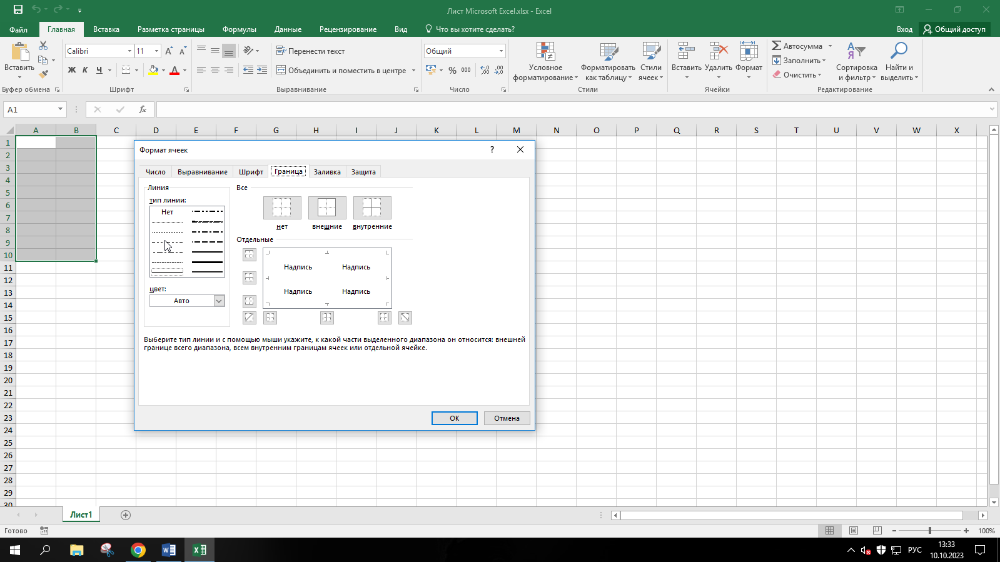 Лист Microsoft Excel.xlsx - Excel
Файл Главная Вставка Разметка страницы Формулы Данные Рецензирование Вид Что вы хотите сделать? Вход Общий доступ
Вставить
Буфер обмена
Calibri 11
Ж К Ч А
Шрифт
Перенести текст
Объединить и поместить в центре
Выравнивание
Общий
% 000
Число
Условное форматирование
Форматировать как таблицу
Стили ячеек
Стили
Вставить Удалить Формат
Ячейки
Автосумма
Заполнить
Очистить
Сортировка и фильтр
Найти и выделить
Редактирование
A1 fx
A B C D E F G H I J K L M N O P Q R S T U V W X
1
2
3
4
5
6
7
8
9
10
11
12
13
14
15
16
17
18
19
20
21
22
23
24
25
26
27
28
29
30
Формат ячеек ?
Число Выравнивание Шрифт Граница Заливка Защита
Линия
тип линии:
Нет
цвет:
Авто
Все
нет внешние внутренние
Отдельные
Надпись Надпись
Надпись Надпись
Выберите тип линии и с помощью мыши укажите, к какой части выделенного диапазона он относится: внешней
границе всего диапазона, всем внутренним границам ячеек или отдельной ячейке.
ОК Отмена
Лист1
Готово 100%
РУС 13:33
10.10.2023